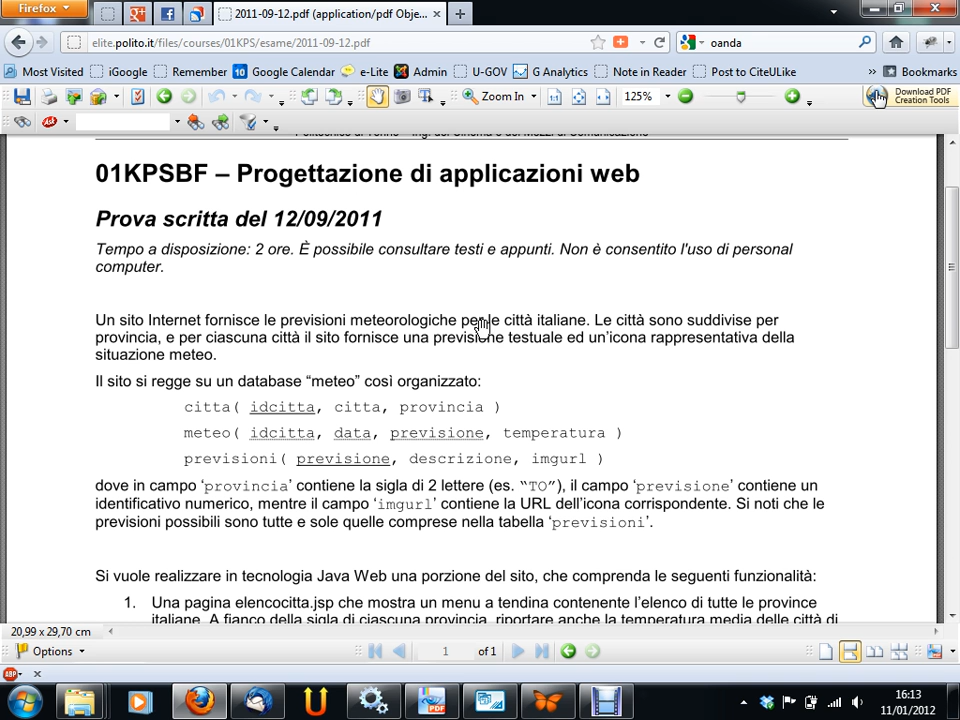 Firefox
2011-09-12.pdf (application/pdf Obje...
elite.polito.it/files/courses/01KPS/esame/2011-09-12.pdf
oanda
Most Visited iGoogle Remember 10 Google Calendar e-Lite Admin U-GOV G Analytics Note in Reader Post to CiteULike » Bookmarks
Zoom In 125% Download PDF
Creation Tools
01KPSBF – Progettazione di applicazioni web
Prova scritta del 12/09/2011
Tempo a disposizione: 2 ore. È possibile consultare testi e appunti. Non è consentito l'uso di personal
computer.
Un sito Internet fornisce le previsioni meteorologiche per le città italiane. Le città sono suddivise per
provincia, e per ciascuna città il sito fornisce una previsione testuale ed un'icona rappresentativa della
situazione meteo.
Il sito si regge su un database “meteo” così organizzato:
citta( idcitta, citta, provincia )
meteo( idcitta, data, previsione, temperatura )
previsioni( previsione, descrizione, imgurl )
dove in campo ‘provincia’ contiene la sigla di 2 lettere (es. “TO”), il campo ‘previsione’ contiene un
identificativo numerico, mentre il campo ‘imgurl’ contiene la URL dell'icona corrispondente. Si noti che le
previsioni possibili sono tutte e sole quelle comprese nella tabella ‘previsioni’.
Si vuole realizzare in tecnologia Java Web una porzione del sito, che comprenda le seguenti funzionalità:
1. Una pagina elencocitta.jsp che mostra un menu a tendina contenente l'elenco di tutte le province
italiane. A fianco della sigla di ciascuna provincia, riportare anche la temperatura media delle città di
20,99 x 29,70 cm
Options 1 of 1
ABP
PDF
16:13
11/01/2012